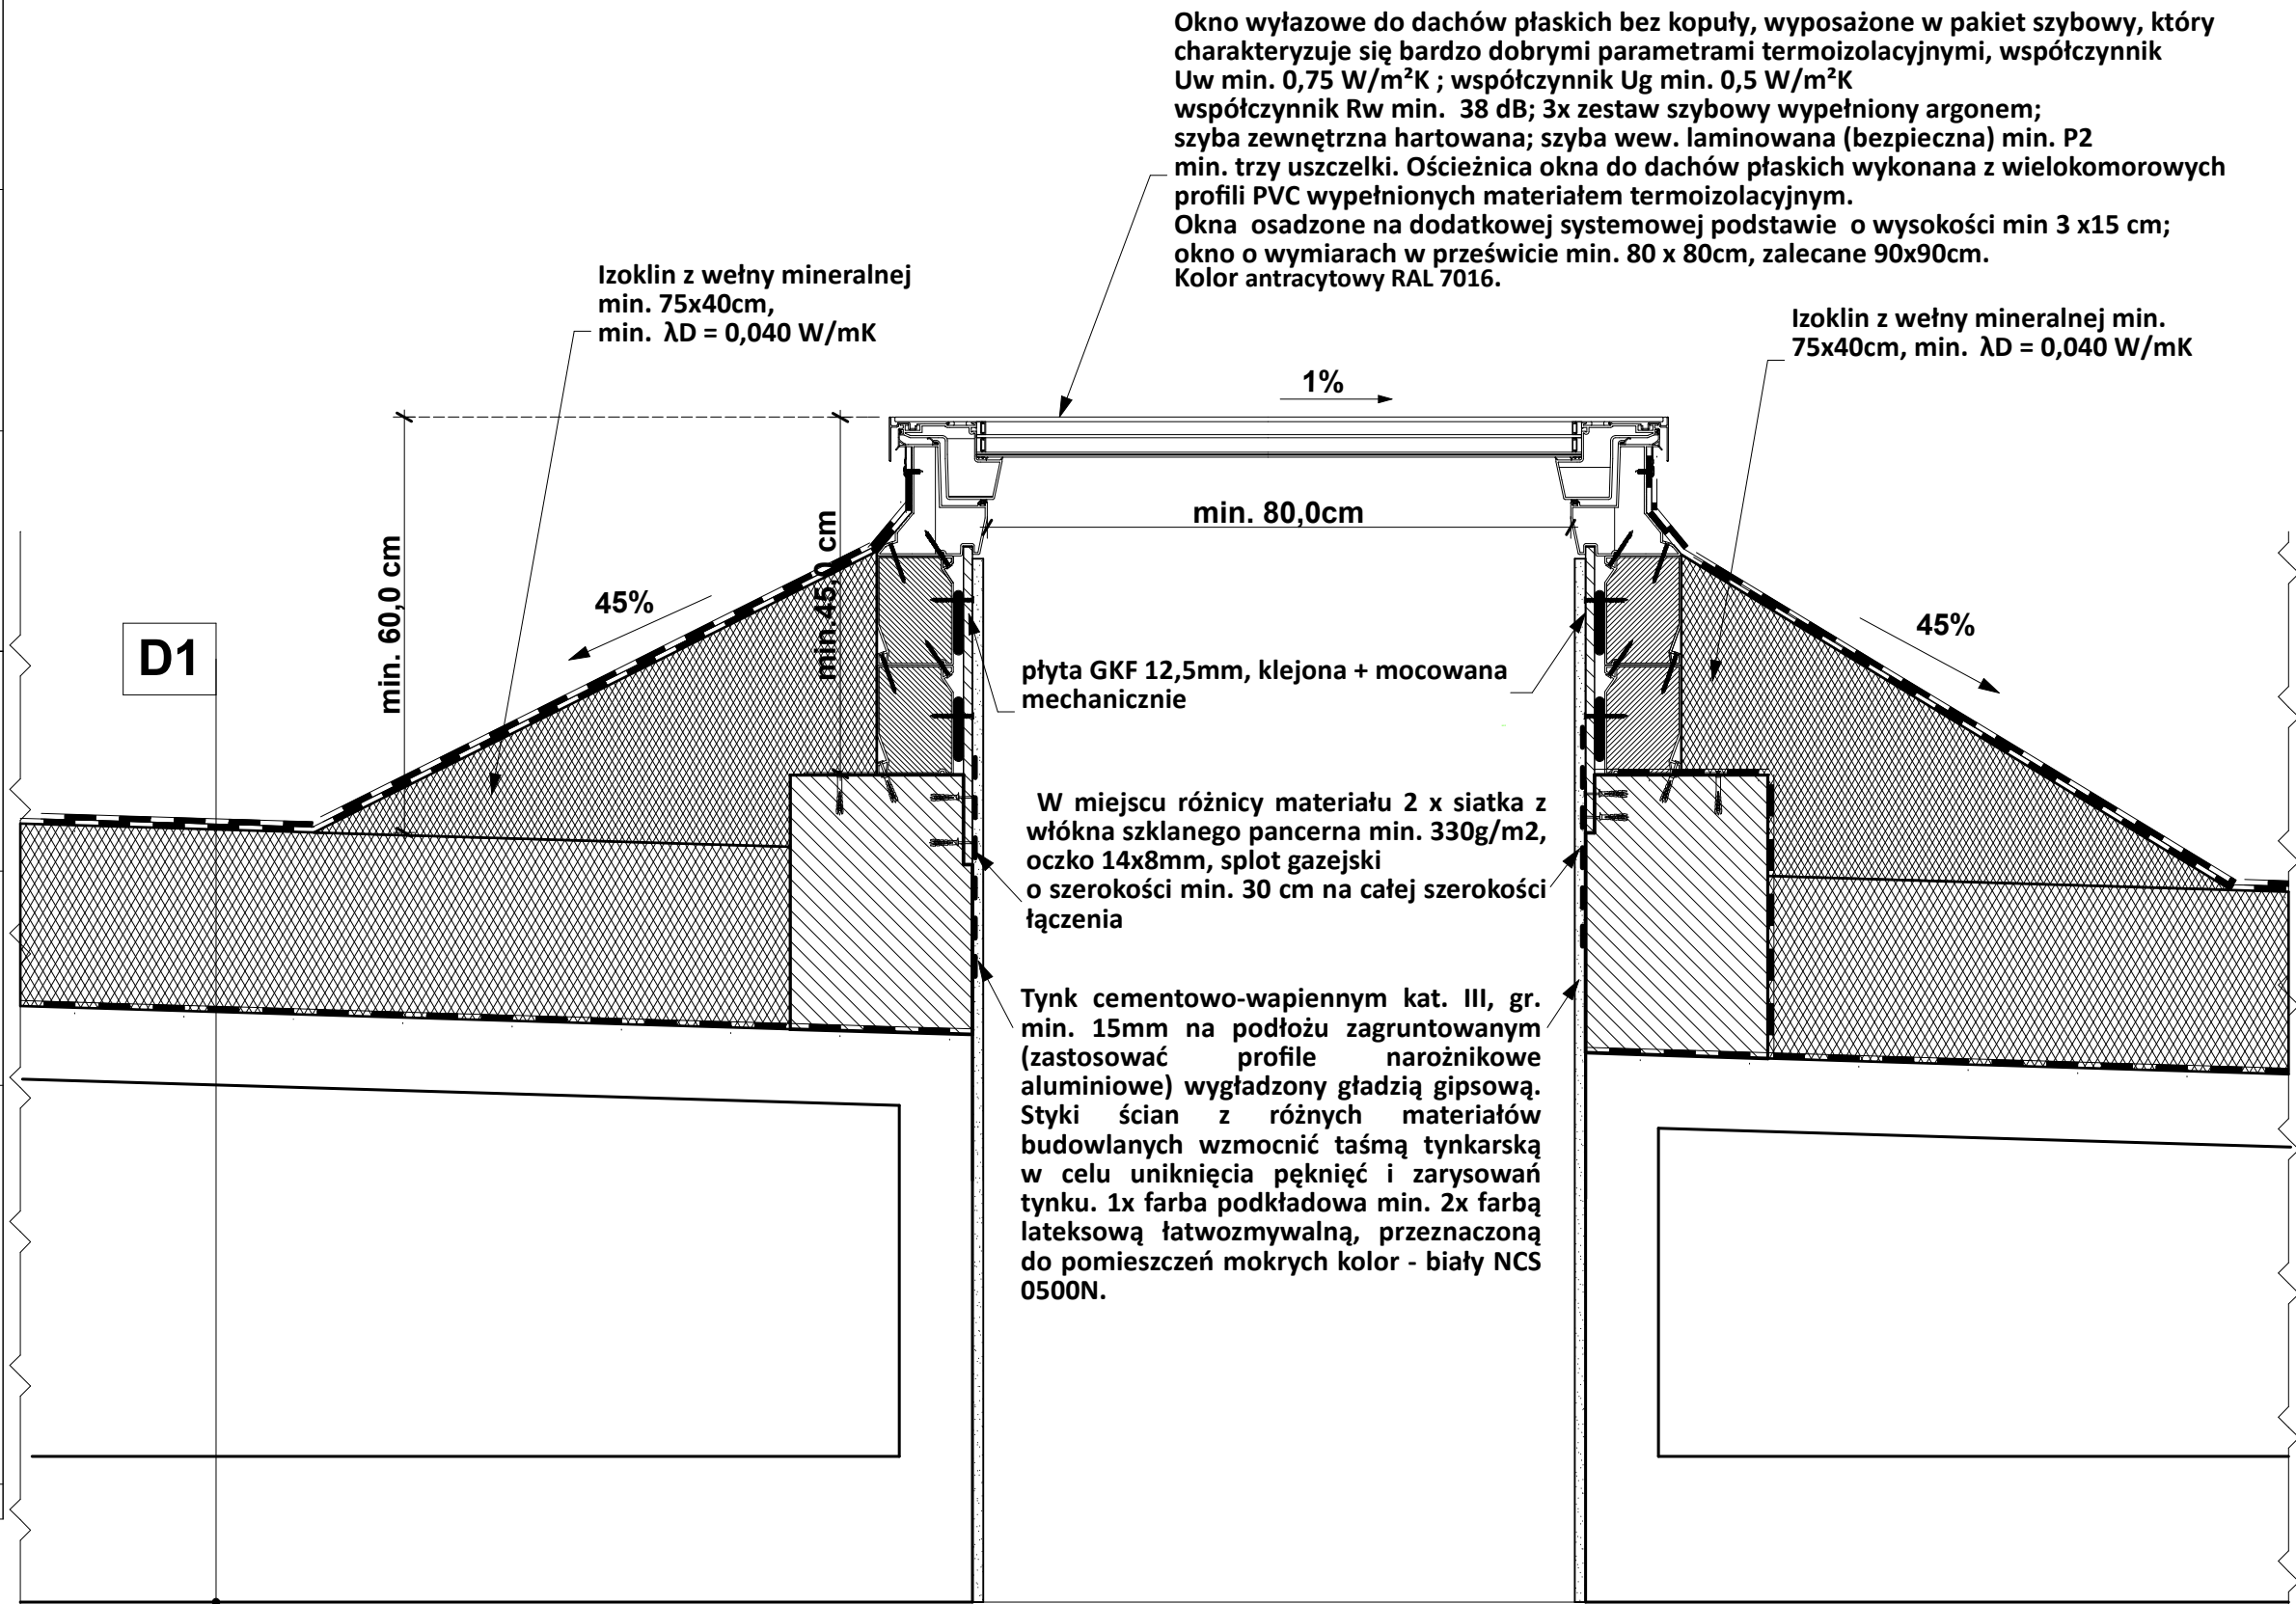 Okno wyłazowe do dachów płaskich bez kopuły, wyposażone w pakiet szybowy, który
charakteryzuje się bardzo dobrymi parametrami termoizolacyjnymi, współczynnik
Uw min. 0,75 W/m²K ; współczynnik Ug min. 0,5 W/m²K
współczynnik Rw min. 38 dB; 3x zestaw szybowy wypełniony argonem;
szyba zewnętrzna hartowana; szyba wew. laminowana (bezpieczna) min. P2
min. trzy uszczelki. Ościeżnica okna do dachów płaskich wykonana z wielokomorowych
profili PVC wypełnionych materiałem termoizolacyjnym.
Okna osadzone na dodatkowej systemowej podstawie o wysokości min 3 x15 cm;
okno o wymiarach w prześwicie min. 80 x 80cm, zalecane 90x90cm.
Kolor antracytowy RAL 7016.
Izoklin z wełny mineralnej
min. 75x40cm,
min. λD = 0,040 W/mK
Izoklin z wełny mineralnej min.
75x40cm, min. λD = 0,040 W/mK
1%
min. 80,0cm
min. 60,0 cm
min.45,0 cm
45%
45%
D1
płyta GKF 12,5mm, klejona + mocowana
mechanicznie
W miejscu różnicy materiału 2 x siatka z
włókna szklanego pancerna min. 330g/m2,
oczko 14x8mm, splot gazejski
o szerokości min. 30 cm na całej szerokości
łączenia
Tynk cementowo-wapiennym kat. III, gr.
min. 15mm na podłożu zagruntowanym
(zastosować profile narożnikowe
aluminiowe) wygładzony gładzią gipsową.
Styki ścian z różnych materiałów
budowlanych wzmocnić taśmą tynkarską
w celu uniknięcia pęknięć i zarysowań
tynku. 1x farba podkładowa min. 2x farbą
lateksową łatwozmywalną, przeznaczoną
do pomieszczeń mokrych kolor - biały NCS
0500N.